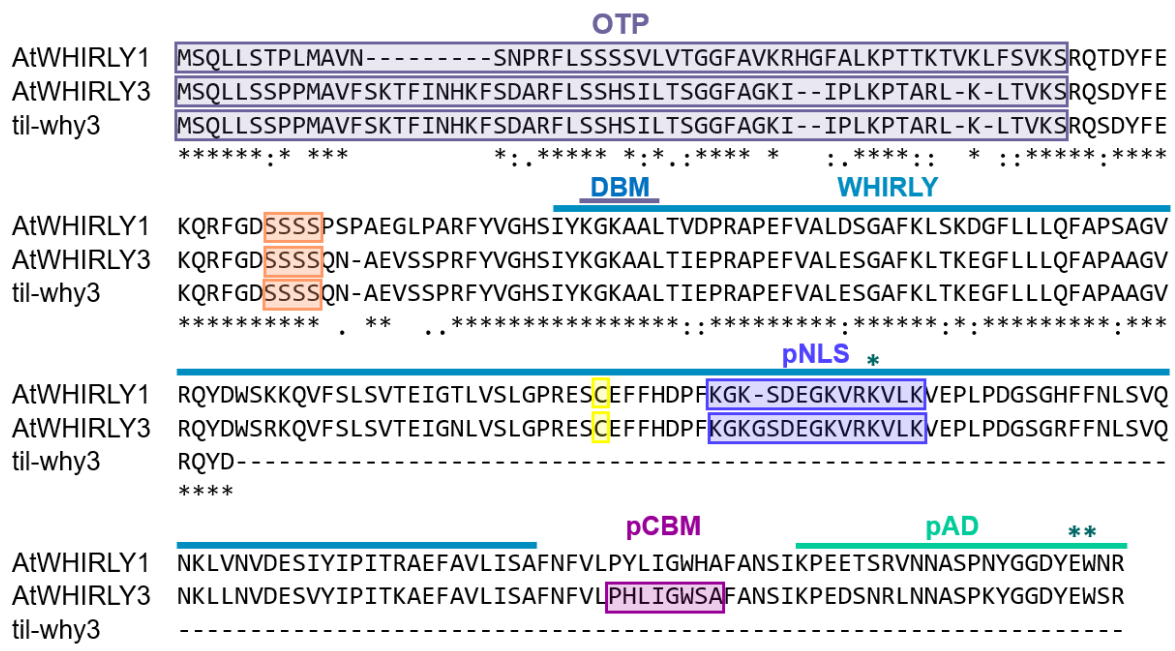 OTP
AtWHIRLY1 MSQLLSTPLMAVN---------SNPRFLSSSSVLVTGGFAVKRHGFALKPTTKTVKLFSVKSRQTDYFE
AtWHIRLY3 MSQLLSSPPMAVFSKTFINHKFSDARFLSSHSILTSGGFAGKI--IPLKPTARL-K-LTVKSRQSDYFE
til-why3 MSQLLSSPPMAVFSKTFINHKFSDARFLSSHSILTSGGFAGKI--IPLKPTARL-K-LTVKSRQSDYFE
******:* *** *:.***** *:*.:**** * :.****:: * ::*****:****
DBM WHIRLY
AtWHIRLY1 KQRFGDSSSSPSPAEGLPARFYVGHSIYKGKAALTVDPRAPEFVALDSGAFKLSKDGFLLLQFAPSAGV
AtWHIRLY3 KQRFGDSSSSQN-AEVSSPRFYVGHSIYKGKAALTIEPRAPEFVALESGAFKLTKEGFLLLQFAPAAGV
til-why3 KQRFGDSSSSQN-AEVSSPRFYVGHSIYKGKAALTIEPRAPEFVALESGAFKLTKEGFLLLQFAPAAGV
********** . ** ..****************::*********:******:*:*********:***
pNLS *
AtWHIRLY1 RQYDWSKKQVFSLSVTEIGTLVSLGPRESCEFFHDPFKGK-SDEGKVRKVLKVEPLPDGSGHFFNLSVQ
AtWHIRLY3 RQYDWSRKQVFSLSVTEIGNLVSLGPRESCEFFHDPFKGKGSDEGKVRKVLKVEPLPDGSGRFFNLSVQ
til-why3 RQYD-----------------------------------------------------------------
****
pCBM pAD **
AtWHIRLY1 NKLVNVDESIYIPITRAEFAVLISAFNFVLPYLIGWHAFANSIKPEETSRVNNASPNYGGDYEWNR
AtWHIRLY3 NKLLNVDESVYIPITKAEFAVLISAFNFVLPHLIGWSAFANSIKPEDSNRLNNASPKYGGDYEWSR
til-why3 ------------------------------------------------------------------